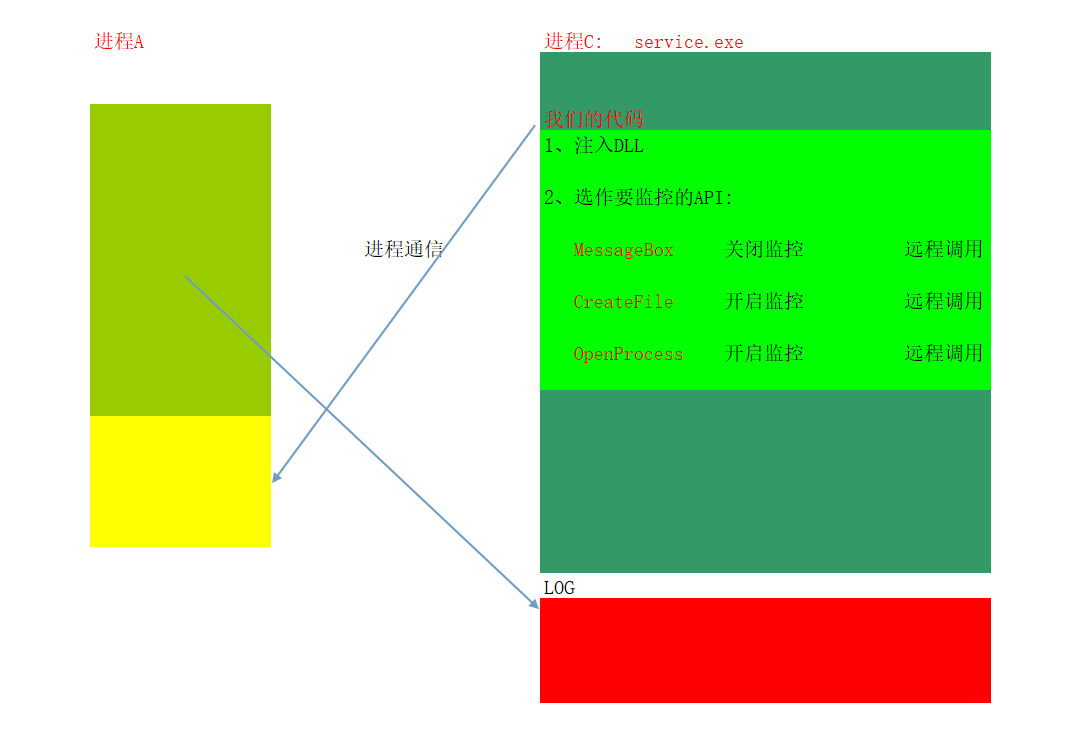 进程A
进程C: service.exe
我们的代码
1、注入DLL
2、选作要监控的API:
进程通信
MessageBox 关闭监控 远程调用
CreateFile 开启监控 远程调用
OpenProcess 开启监控 远程调用
LOG